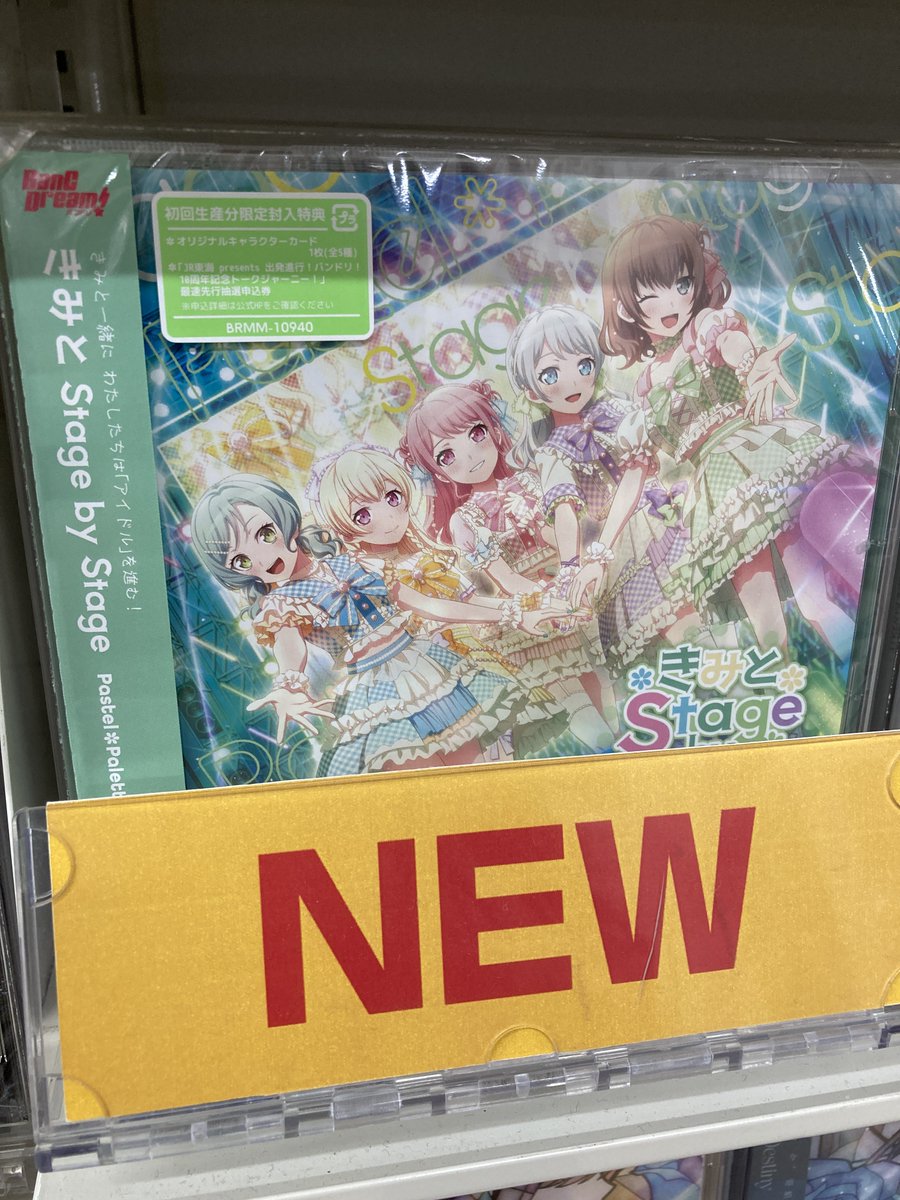 BanG
Dream!
きみと一緒に わたしたちは「アイドル」を進む!
きみと Stage by Stage
Pastel＊Palett
初回生産分限定封入特典
プラ
＊オリジナルキャラクターカード
1枚(全5種)
＊「JR東海 presents 出発進行!バンドリ!
10周年記念トークジャーニー!」
最速先行抽選申込券
※申込詳細は公式HPをご確認ください
BRMM-10940
Stage
きみと
Stage
NEW